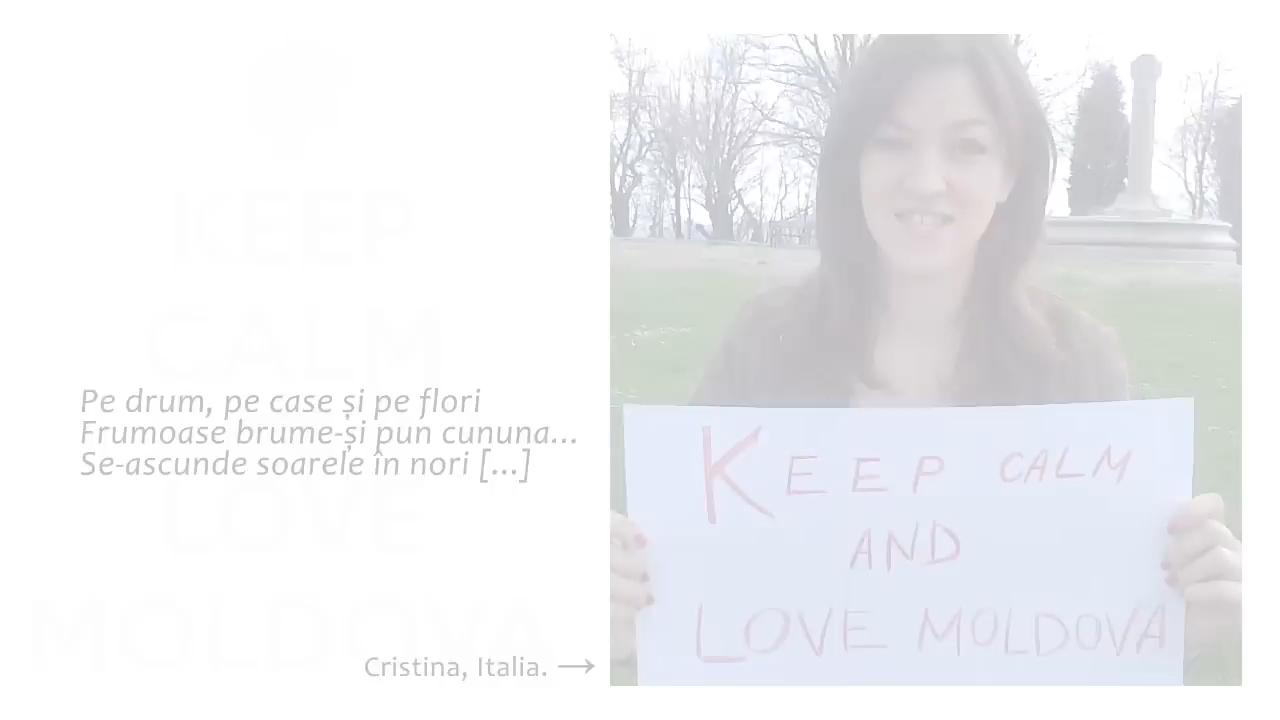 KEEP
CALM
LOVE
MOLDOVA
Pe drum, pe case și pe flori
Frumoase brume-și pun cununa...
Se-ascunde soarele în nori [...]
Cristina, Italia. →
KEEP CALM
AND
LOVE MOLDOVA